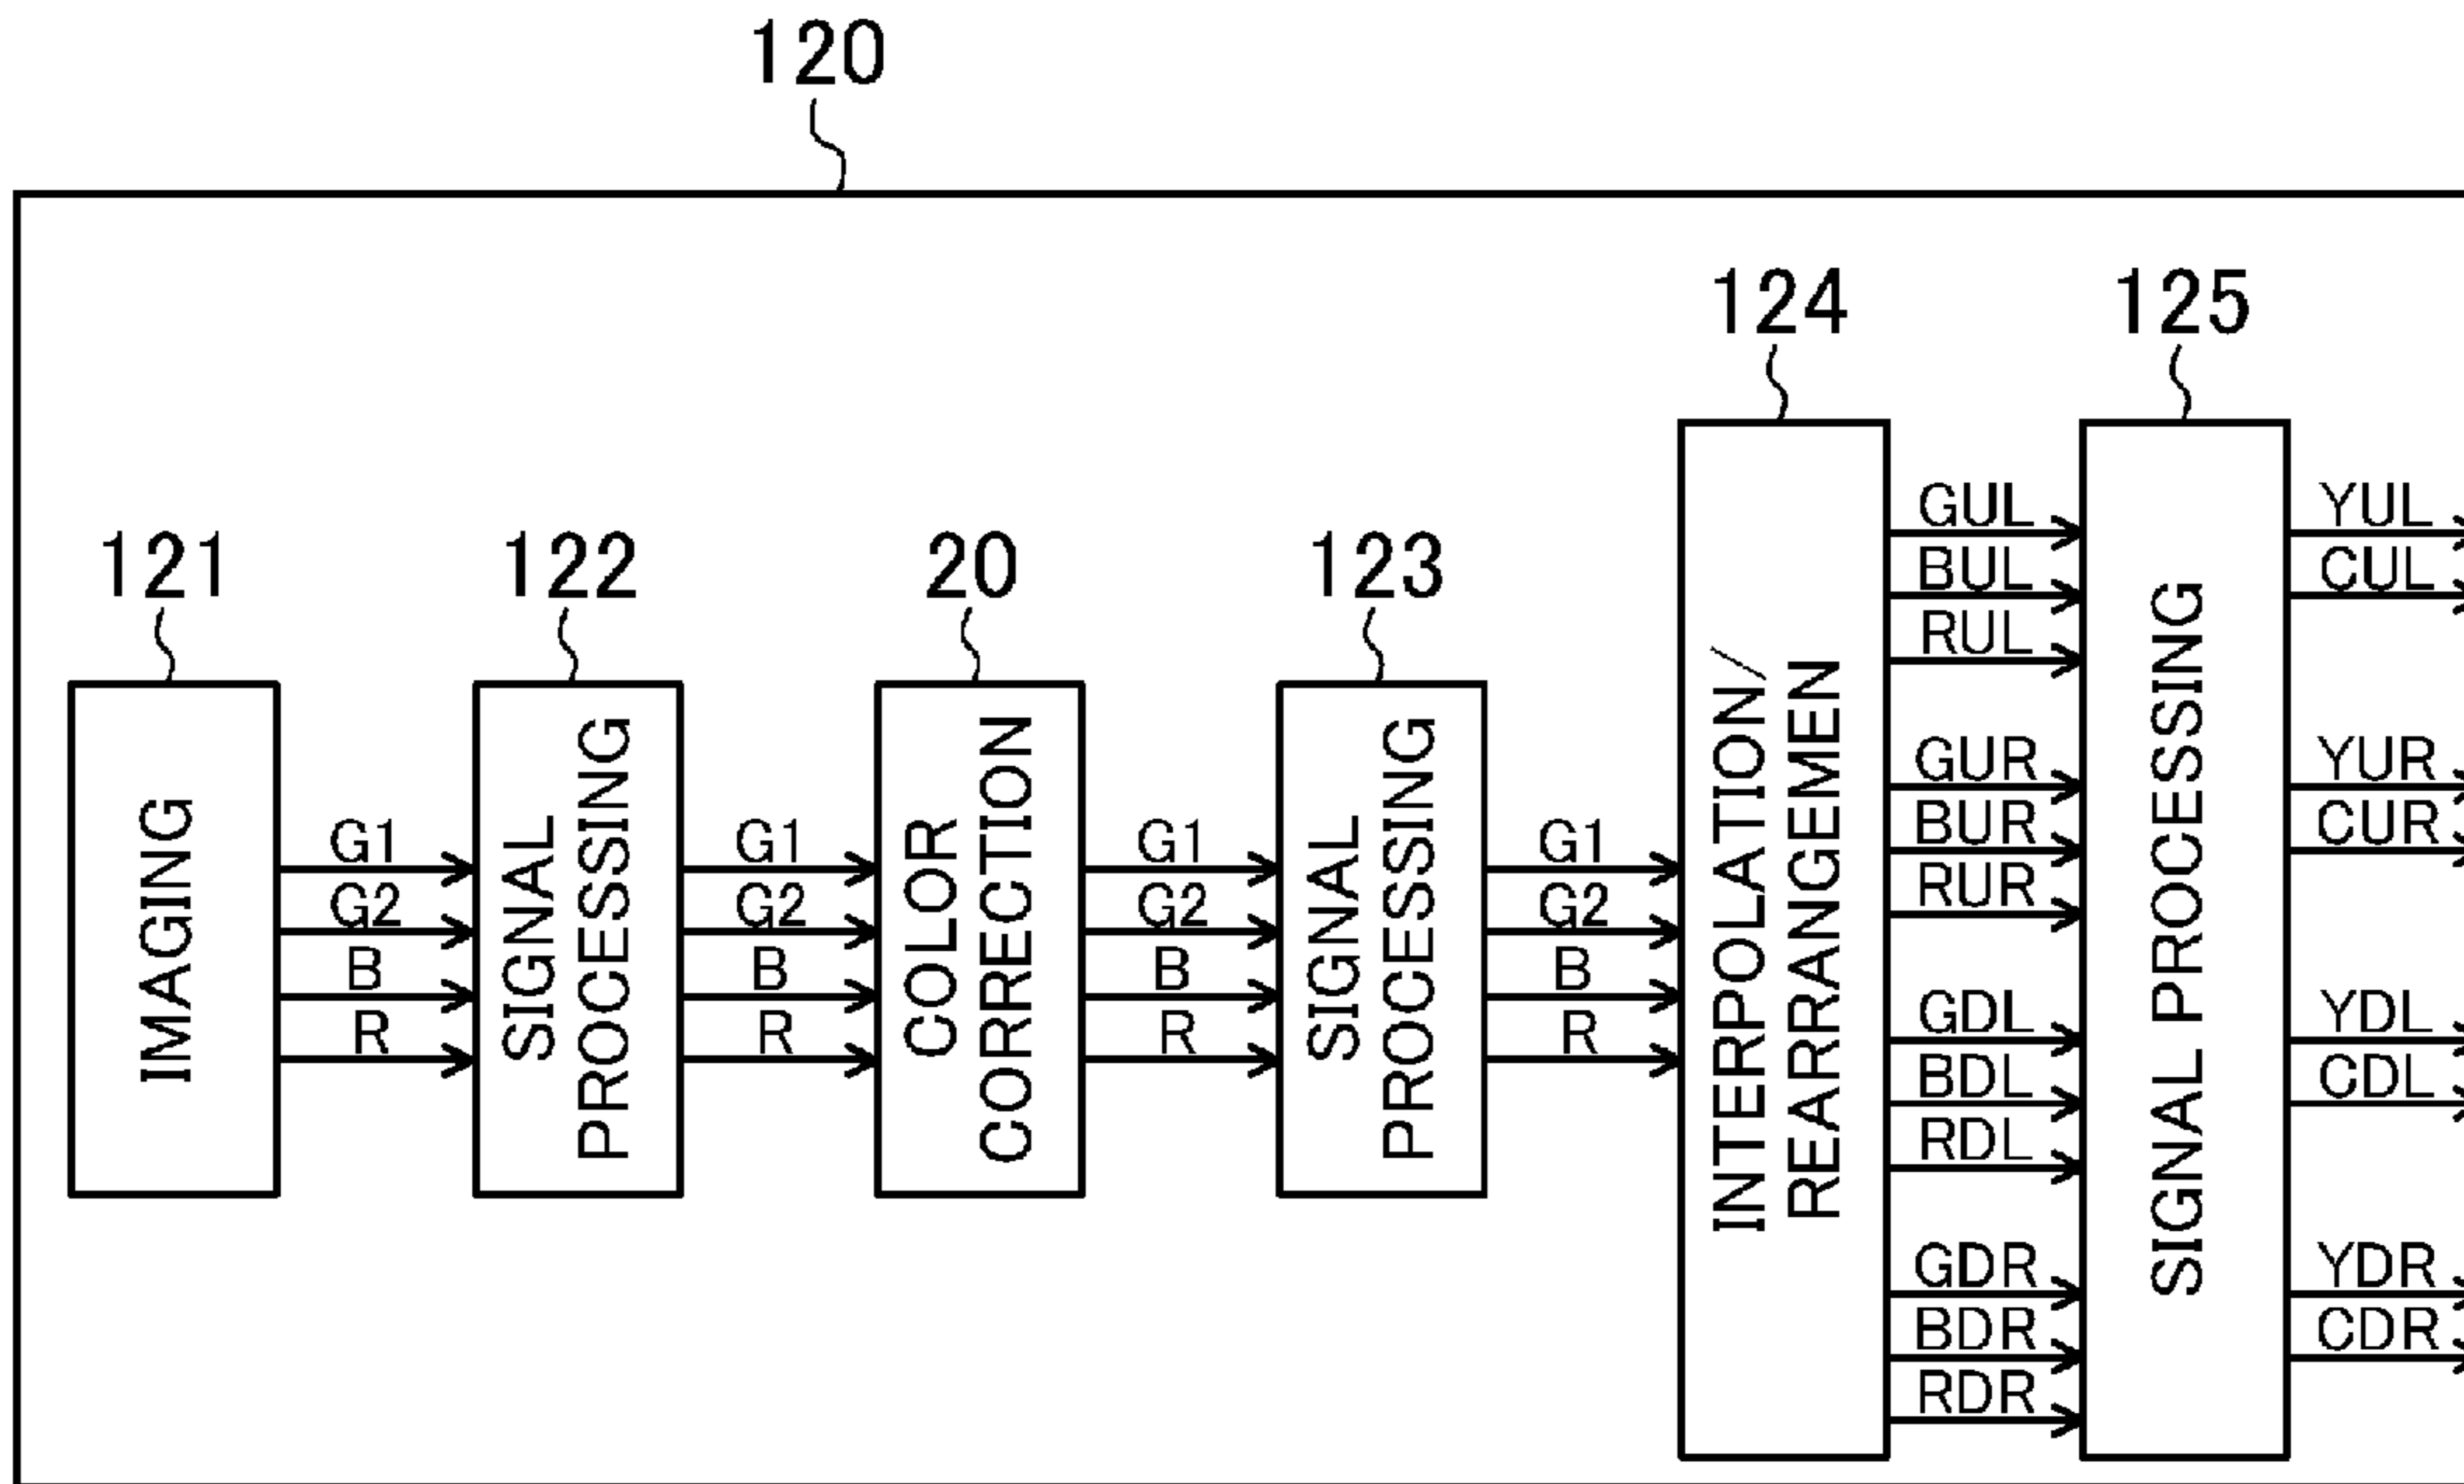 120
124
125
121
122
20
123
IMAGING
G1
G2
B
R
SIGNAL
PROCESSING
G1
G2
B
R
COLOR
CORRECTION
G1
G2
B
R
SIGNAL
PROCESSING
G1
G2
B
R
INTERPOLATION/
REARRANGEMEN
GUL
BUL
RUL
GUR
BUR
RUR
GDL
BDL
RDL
GDR
BDR
RDR
SIGNAL PROCESSING
YUL
CUL
YUR
CUR
YDL
CDL
YDR
CDR